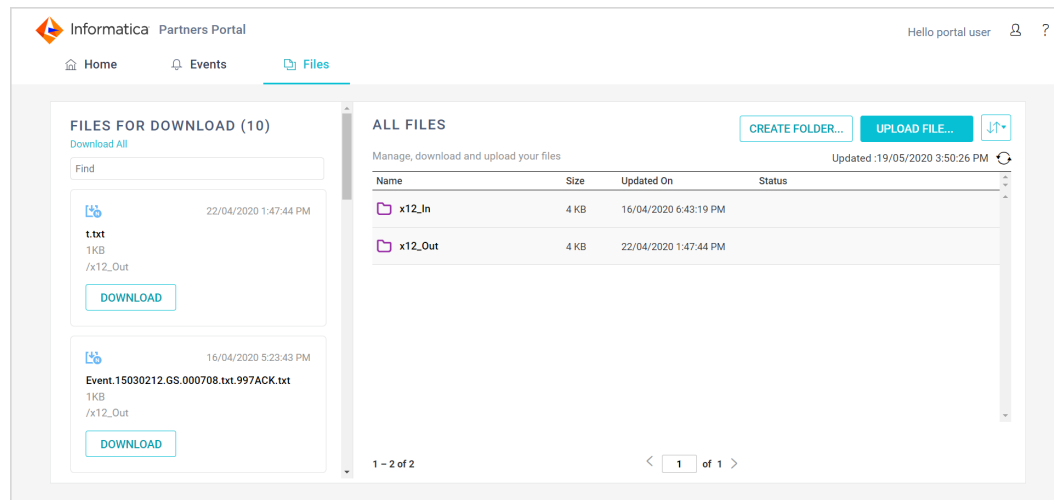 Informatica Partners Portal
Hello portal user
?
Home
Events
Files
FILES FOR DOWNLOAD (10)
Download All
Find
22/04/2020 1:47:44 PM
t.txt
1KB
/x12_Out
DOWNLOAD
16/04/2020 5:23:43 PM
Event.15030212.GS.000708.txt.997ACK.txt
1KB
/x12_Out
DOWNLOAD
ALL FILES
CREATE FOLDER...
UPLOAD FILE...
Manage, download and upload your files
Updated :19/05/2020 3:50:26 PM
Name Size Updated On Status
x12_In 4 KB 16/04/2020 6:43:19 PM
x12_Out 4 KB 22/04/2020 1:47:44 PM
1 – 2 of 2
1 of 1